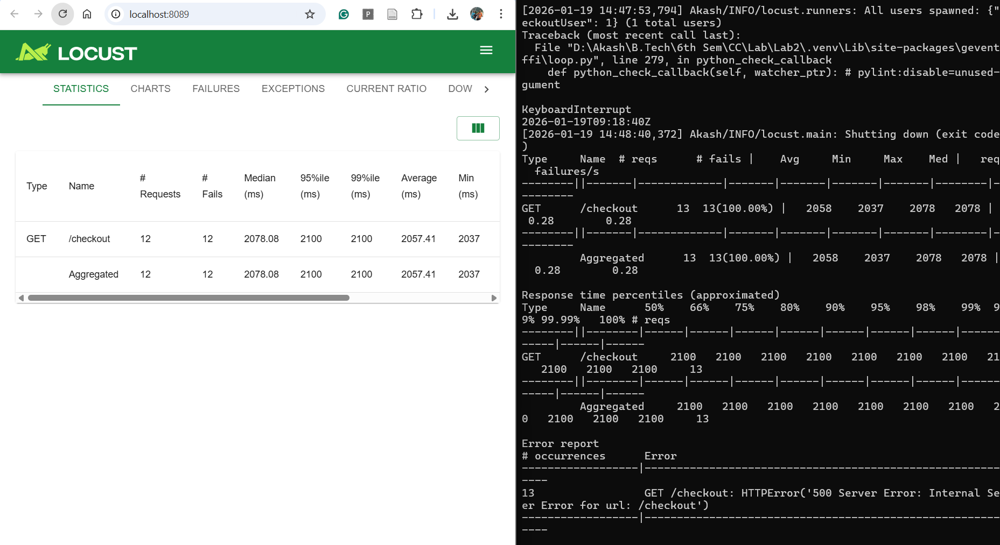 localhost:8089
LOCUST
STATISTICS CHARTS FAILURES EXCEPTIONS CURRENT RATIO DOW
Type Name # Requests # Fails Median (ms) 95%ile (ms) 99%ile (ms) Average (ms) Min (ms)
GET /checkout 12 12 2078.08 2100 2100 2057.41 2037
Aggregated 12 12 2078.08 2100 2100 2057.41 2037
[2026-01-19 14:47:53,794] Akash/INFO/locust.runners: All users spawned: {"
eckoutUser": 1} (1 total users)
Traceback (most recent call last):
  File "D:\Akash\B.Tech\6th Sem\CC\Lab\Lab2\.venv\Lib\site-packages\gevent
ffi\loop.py", line 279, in python_check_callback
    def python_check_callback(self, watcher_ptr): # pylint:disable=unused-
gument
KeyboardInterrupt
2026-01-19T09:18:40Z
[2026-01-19 14:48:40,372] Akash/INFO/locust.main: Shutting down (exit code
)
Type     Name  # reqs      # fails |    Avg     Min     Max    Med |   req
  failures/s
--------||-------|-------------|-------|-------|-------|-------|--------|-
--------
GET      /checkout      13  13(100.00%) |   2058    2037    2078   2078 |
 0.28        0.28
--------||-------|-------------|-------|-------|-------|-------|--------|-
--------
         Aggregated      13  13(100.00%) |   2058    2037    2078   2078 |
  0.28         0.28
Response time percentiles (approximated)
Type     Name      50%    66%    75%    80%    90%    95%    98%    99%  9
9% 99.99%   100% # reqs
--------||--------|------|------|------|------|------|------|------|------
-----|------|------
GET      /checkout     2100   2100   2100   2100   2100   2100   2100   21
   2100   2100   2100     13
--------||--------|------|------|------|------|------|------|------|------
-----|------|------
         Aggregated     2100   2100   2100   2100   2100   2100   2100   2
0   2100   2100   2100     13
Error report
# occurrences      Error
------------------|-------------------------------------------------------
----
13                 GET /checkout: HTTPError('500 Server Error: Internal Se
er Error for url: /checkout')
------------------|-------------------------------------------------------
----